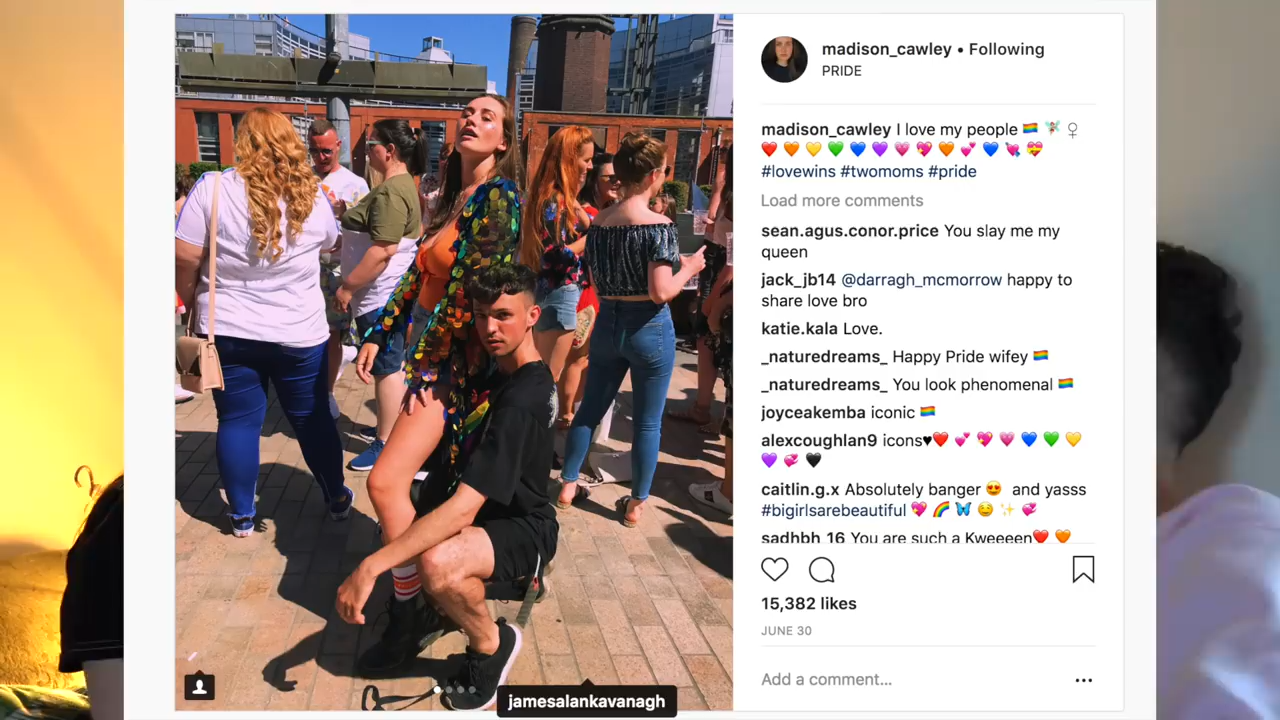 madison_cawley • Following
PRIDE
madison_cawley I love my people 🏳️‍🌈 🧚🏻‍♀
❤️ 🧡 💛 💚 💙 💜 💗 💖 🧡 💕 💙 💘 💝
#lovewins #twomoms #pride
Load more comments
sean.agus.conor.price You slay me my
queen
jack_jb14 @darragh_mcmorrow happy to
share love bro
katie.kala Love.
_naturedreams_ Happy Pride wifey 🏳️‍🌈
_naturedreams_ You look phenomenal 🏳️‍🌈
joyceakemba iconic 🏳️‍🌈
alexcoughlan9 icons♥❤️ 💕 💖 💗 💙 💚 💛
💜 💞 🖤
caitlin.g.x Absolutely banger 😍 and yasss
#bigirlsarebeautiful 💖 🌈 🦋 😊 ✨ 💞
sadhbh_16 You are such a Kweeeen❤️ 🧡
15,382 likes
JUNE 30
Add a comment...
jamesalankavanagh